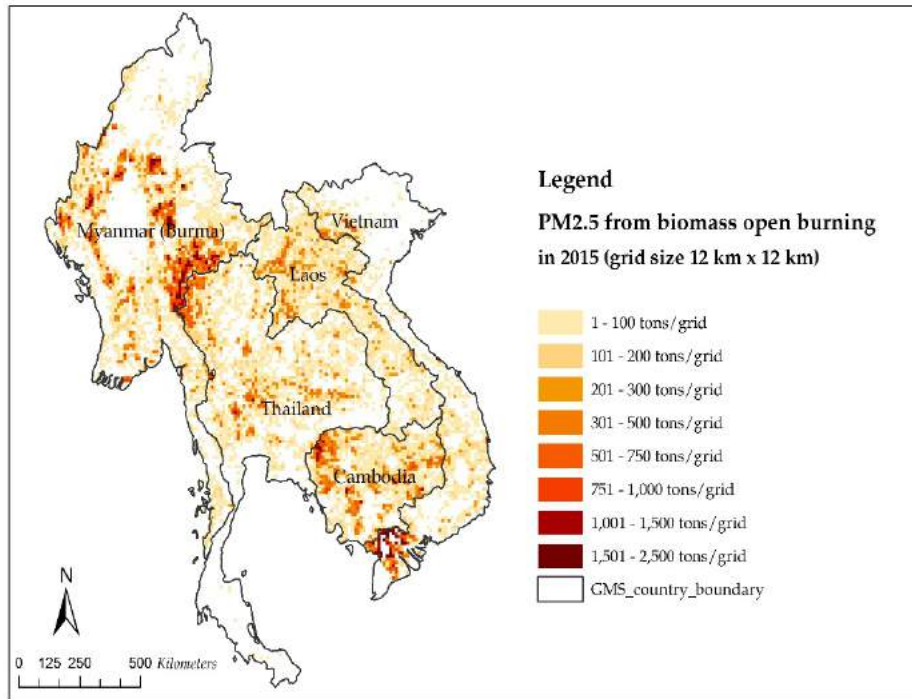 Legend
PM2.5 from biomass open burning
in 2015 (grid size 12 km x 12 km)
1 - 100 tons/grid
101 - 200 tons/grid
201 - 300 tons/grid
301 - 500 tons/grid
501 - 750 tons/grid
751 - 1,000 tons/grid
1,001 - 1,500 tons/grid
1,501 - 2,500 tons/grid
GMS_country_boundary
Vietnam
Myanmar (Burma)
Laos
Thailand
Cambodia
N
0 125 250 500 Kilometers